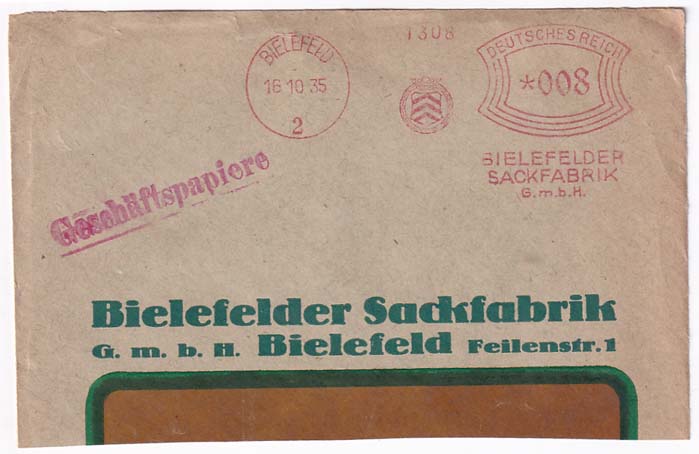 1308
BIELEFELD
16.10.35
2
DEUTSCHES REICH
*008
BIELEFELDER
SACKFABRIK
G.m.b.H.
Geschäftspapiere
Bielefelder Sackfabrik
G. m. b. H. Bielefeld Feilenstr. 1